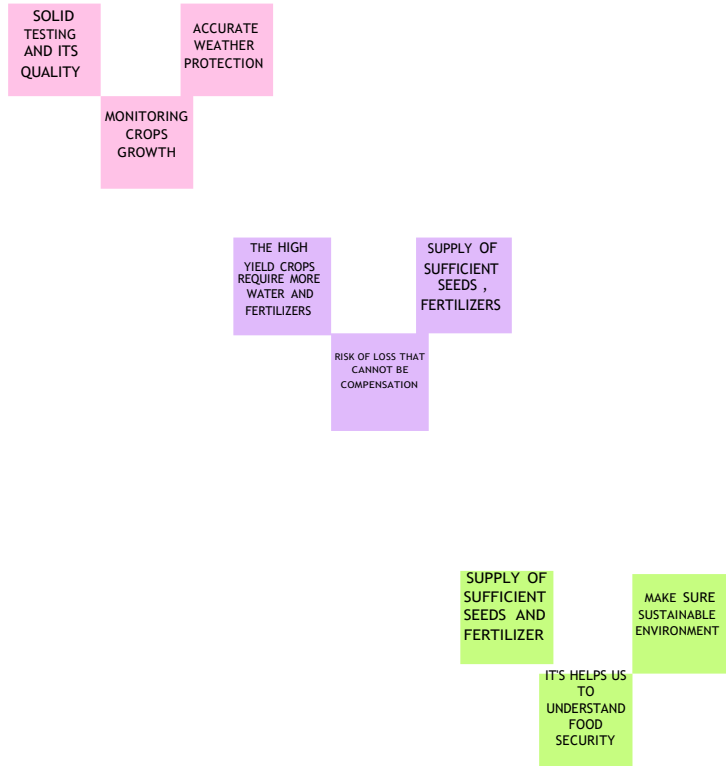 SOLID
TESTING
AND ITS
QUALITY
ACCURATE
WEATHER
PROTECTION
MONITORING
CROPS
GROWTH
THE HIGH
YIELD CROPS
REQUIRE MORE
WATER AND
FERTILIZERS
SUPPLY OF
SUFFICIENT
SEEDS ,
FERTILIZERS
RISK OF LOSS THAT
CANNOT BE
COMPENSATION
SUPPLY OF
SUFFICIENT
SEEDS AND
FERTILIZER
MAKE SURE
SUSTAINABLE
ENVIRONMENT
IT'S HELPS US
TO
UNDERSTAND
FOOD
SECURITY